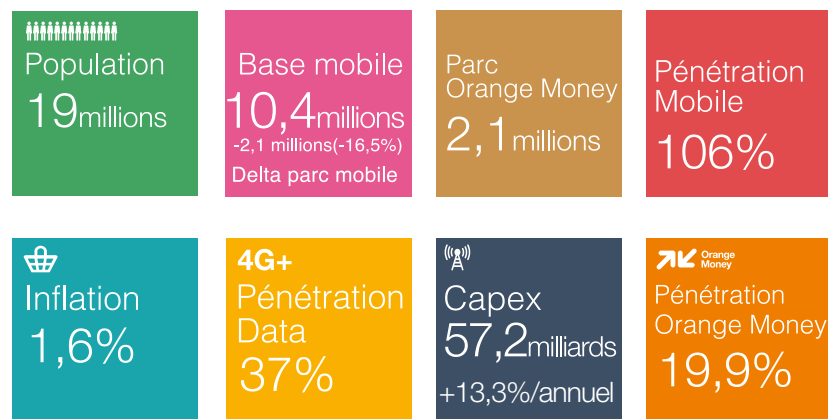 Population
19millions
Base mobile
10,4millions
-2,1 millions(-16,5%)
Delta parc mobile
Parc
Orange Money
2,1millions
Pénétration
Mobile
106%
Inflation
1,6%
4G+
Pénétration
Data
37%
Capex
57,2milliards
+13,3%/annuel
Orange
Money
Pénétration
Orange Money
19,9%